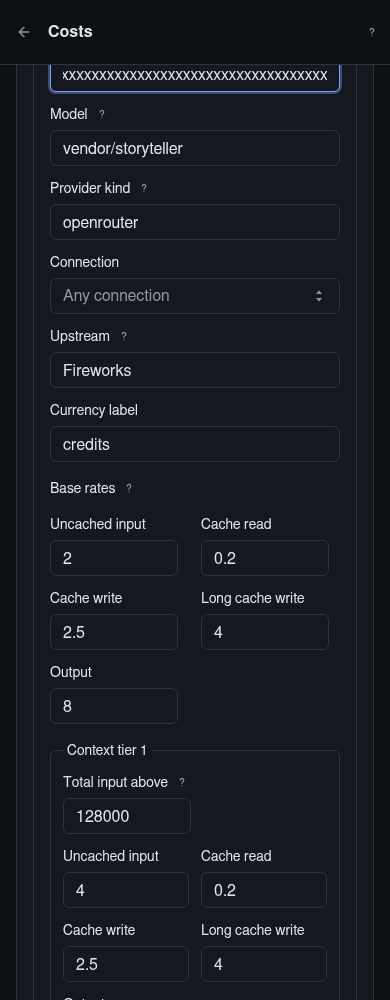 Costs ?
xxxxxxxxxxxxxxxxxxxxxxxxxxxxxxxxxxxxx
Model ?
vendor/storyteller
Provider kind ?
openrouter
Connection
Any connection
Upstream ?
Fireworks
Currency label
credits
Base rates ?
Uncached input Cache read
2 0.2
Cache write Long cache write
2.5 4
Output
8
Context tier 1
Total input above ?
128000
Uncached input Cache read
4 0.2
Cache write Long cache write
2.5 4